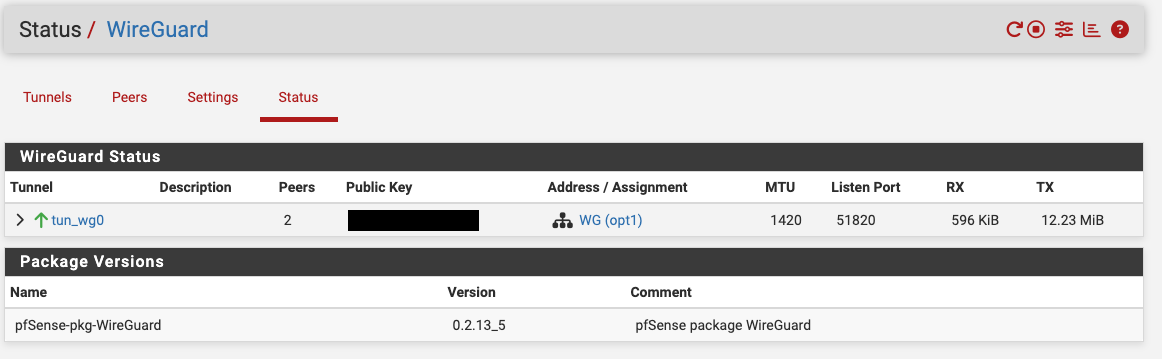 Status / WireGuard
Tunnels Peers Settings Status
WireGuard Status
Tunnel Description Peers Public Key Address / Assignment MTU Listen Port RX TX
tun_wg0 2 WG (opt1) 1420 51820 596 KiB 12.23 MiB
Package Versions
Name Version Comment
pfSense-pkg-WireGuard 0.2.13_5 pfSense package WireGuard